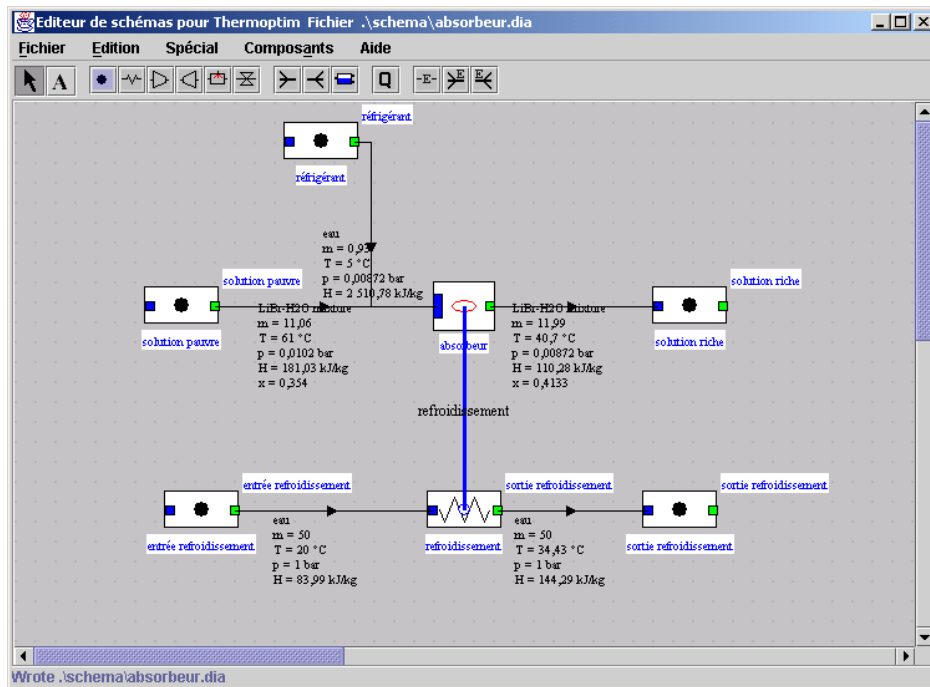 Editeur de schémas pour Thermoptim Fichier .\schema\absorbeur.dia
Fichier Edition Spécial Composants Aide
A Q -E- E E
réfrigérant
réfrigérant
eau
m = 0,93
T = 5 °C
p = 0,00872 bar
H = 2 510,78 kJ/kg
solution pauvre
solution pauvre
LiBr-H2O mixture
m = 11,06
T = 61 °C
p = 0,0102 bar
H = 181,03 kJ/kg
x = 0,354
absorbeur
LiBr-H2O mixture
m = 11,99
T = 40,7 °C
p = 0,00872 bar
H = 110,28 kJ/kg
x = 0,4133
solution riche
solution riche
refroidissement
entrée refroidissement
entrée refroidissement
eau
m = 50
T = 20 °C
p = 1 bar
H = 83,99 kJ/kg
refroidissement
sortie refroidissement
eau
m = 50
T = 34,43 °C
p = 1 bar
H = 144,29 kJ/kg
sortie refroidissement
sortie refroidissement
Wrote .\schema\absorbeur.dia